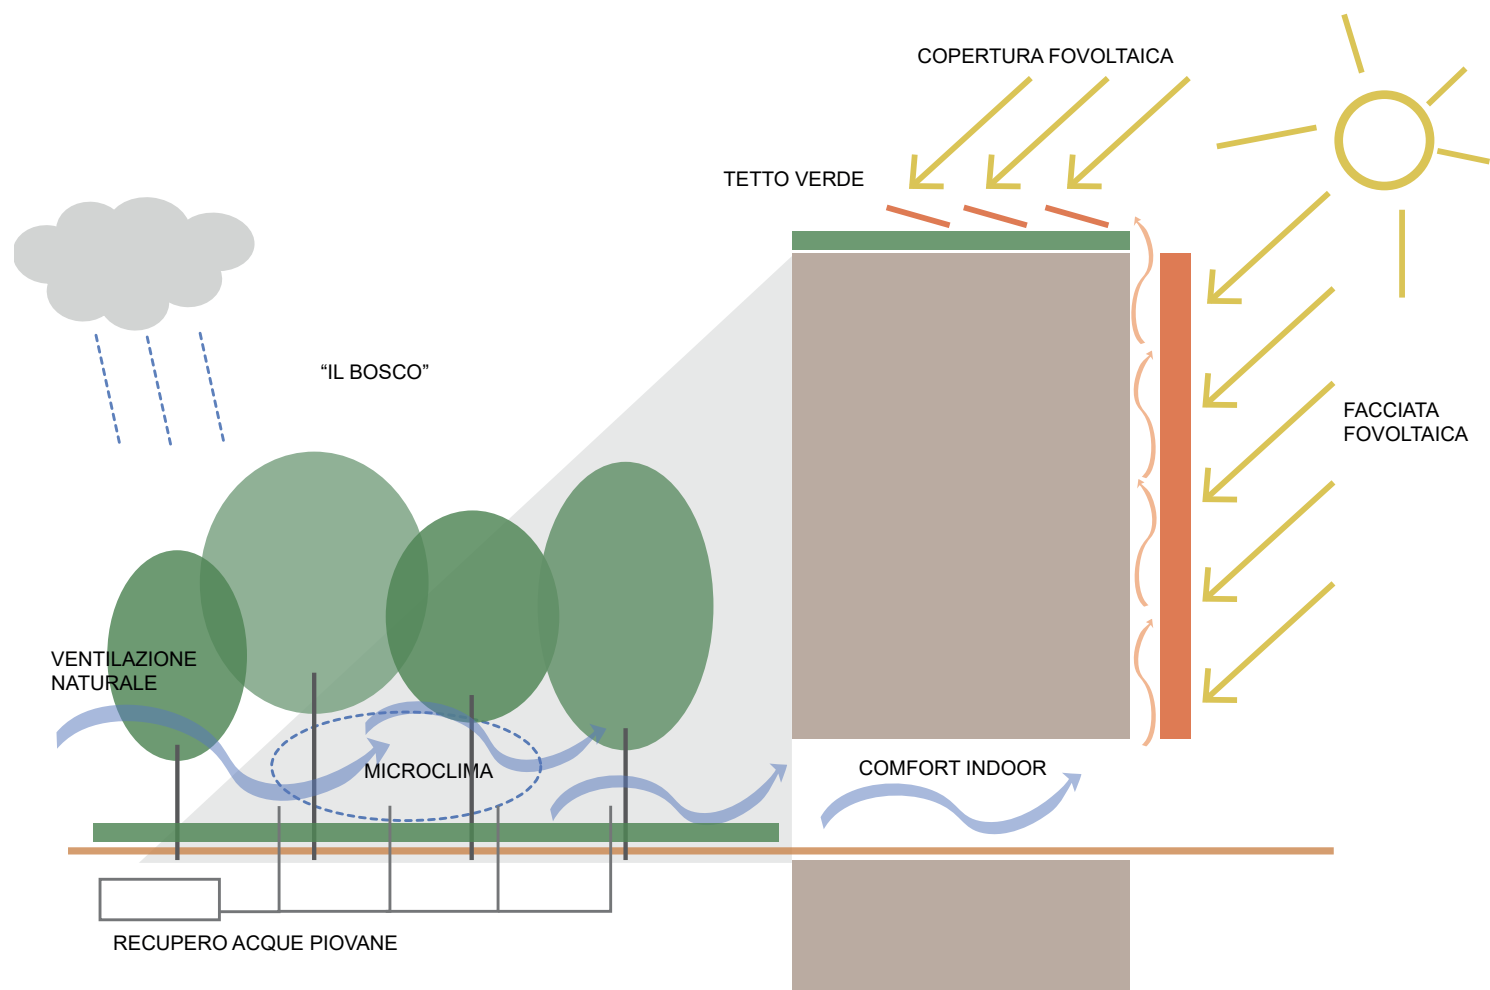 COPERTURA FOVOLTAICA
TETTO VERDE
“IL BOSCO”
FACCIATA
FOVOLTAICA
VENTILAZIONE
NATURALE
MICROCLIMA
COMFORT INDOOR
RECUPERO ACQUE PIOVANE